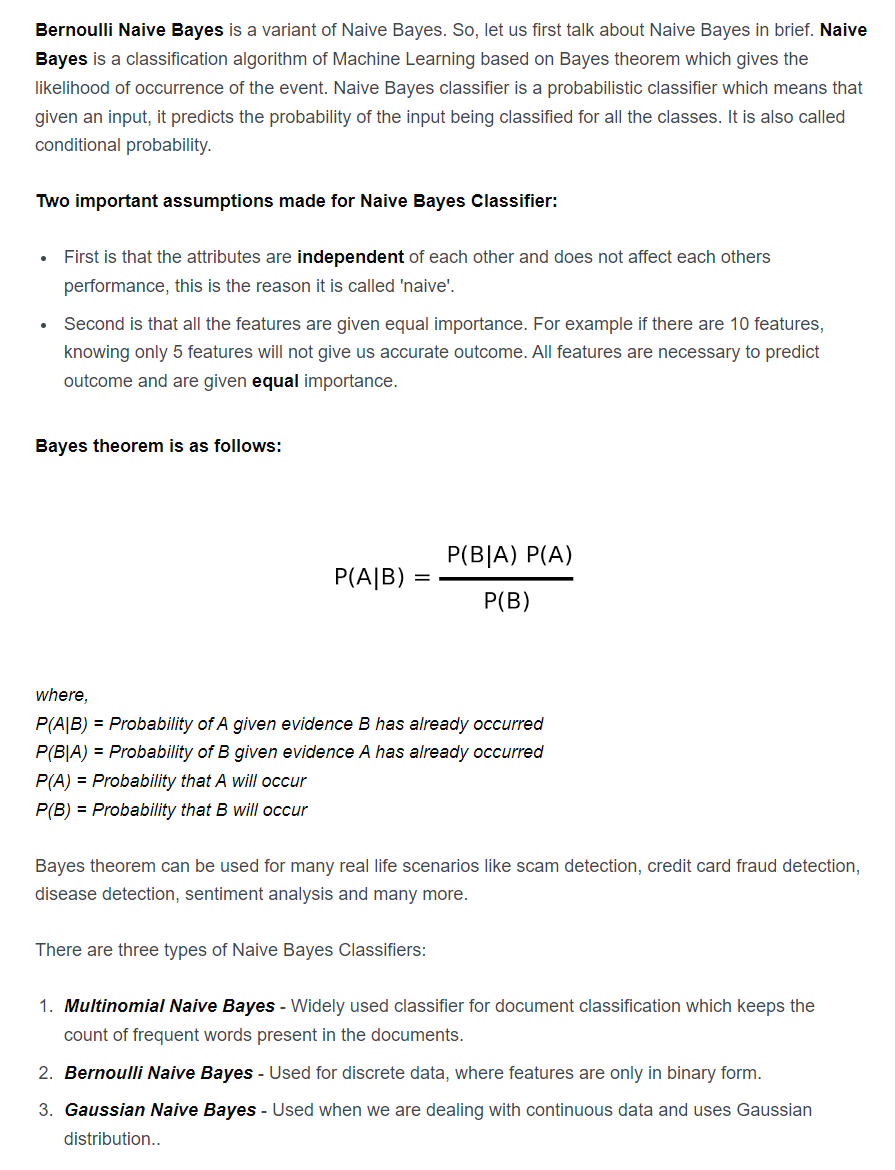 Bernoulli Naive Bayes is a variant of Naive Bayes. So, let us first talk about Naive Bayes in brief. Naive
Bayes is a classification algorithm of Machine Learning based on Bayes theorem which gives the
likelihood of occurrence of the event. Naive Bayes classifier is a probabilistic classifier which means that
given an input, it predicts the probability of the input being classified for all the classes. It is also called
conditional probability.
Two important assumptions made for Naive Bayes Classifier:
• First is that the attributes are independent of each other and does not affect each others
performance, this is the reason it is called 'naive'.
• Second is that all the features are given equal importance. For example if there are 10 features,
knowing only 5 features will not give us accurate outcome. All features are necessary to predict
outcome and are given equal importance.
Bayes theorem is as follows:
P(B|A) P(A)
P(A|B) =
P(B)
where,
P(A|B) = Probability of A given evidence B has already occurred
P(B|A) = Probability of B given evidence A has already occurred
P(A) = Probability that A will occur
P(B) = Probability that B will occur
Bayes theorem can be used for many real life scenarios like scam detection, credit card fraud detection,
disease detection, sentiment analysis and many more.
There are three types of Naive Bayes Classifiers:
1. Multinomial Naive Bayes - Widely used classifier for document classification which keeps the
count of frequent words present in the documents.
2. Bernoulli Naive Bayes - Used for discrete data, where features are only in binary form.
3. Gaussian Naive Bayes - Used when we are dealing with continuous data and uses Gaussian
distribution..